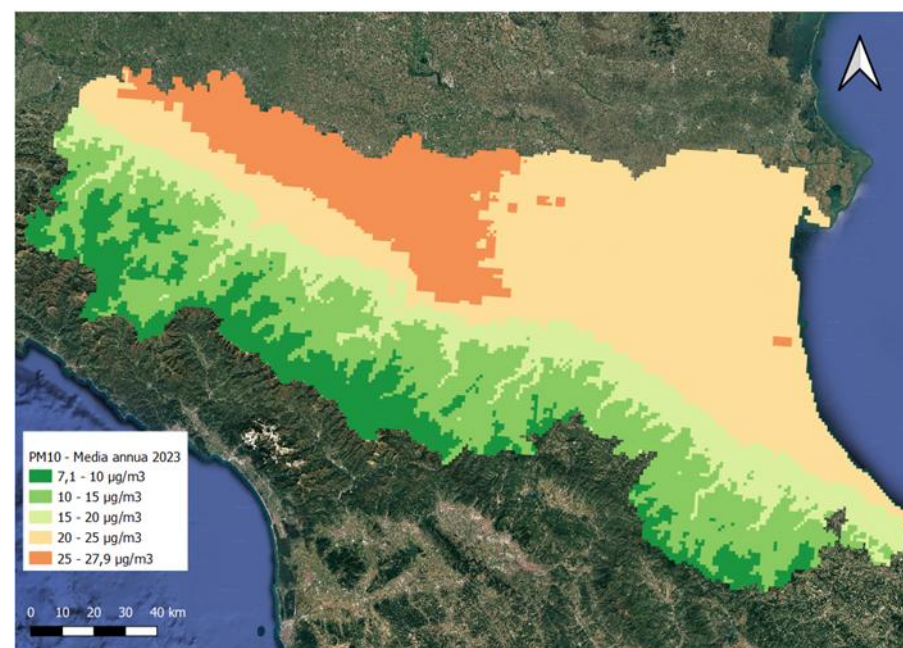 PM10 - Media annua 2023
7,1 - 10 µg/m3
10 - 15 µg/m3
15 - 20 µg/m3
20 - 25 µg/m3
25 - 27,9 µg/m3
0 10 20 30 40 km